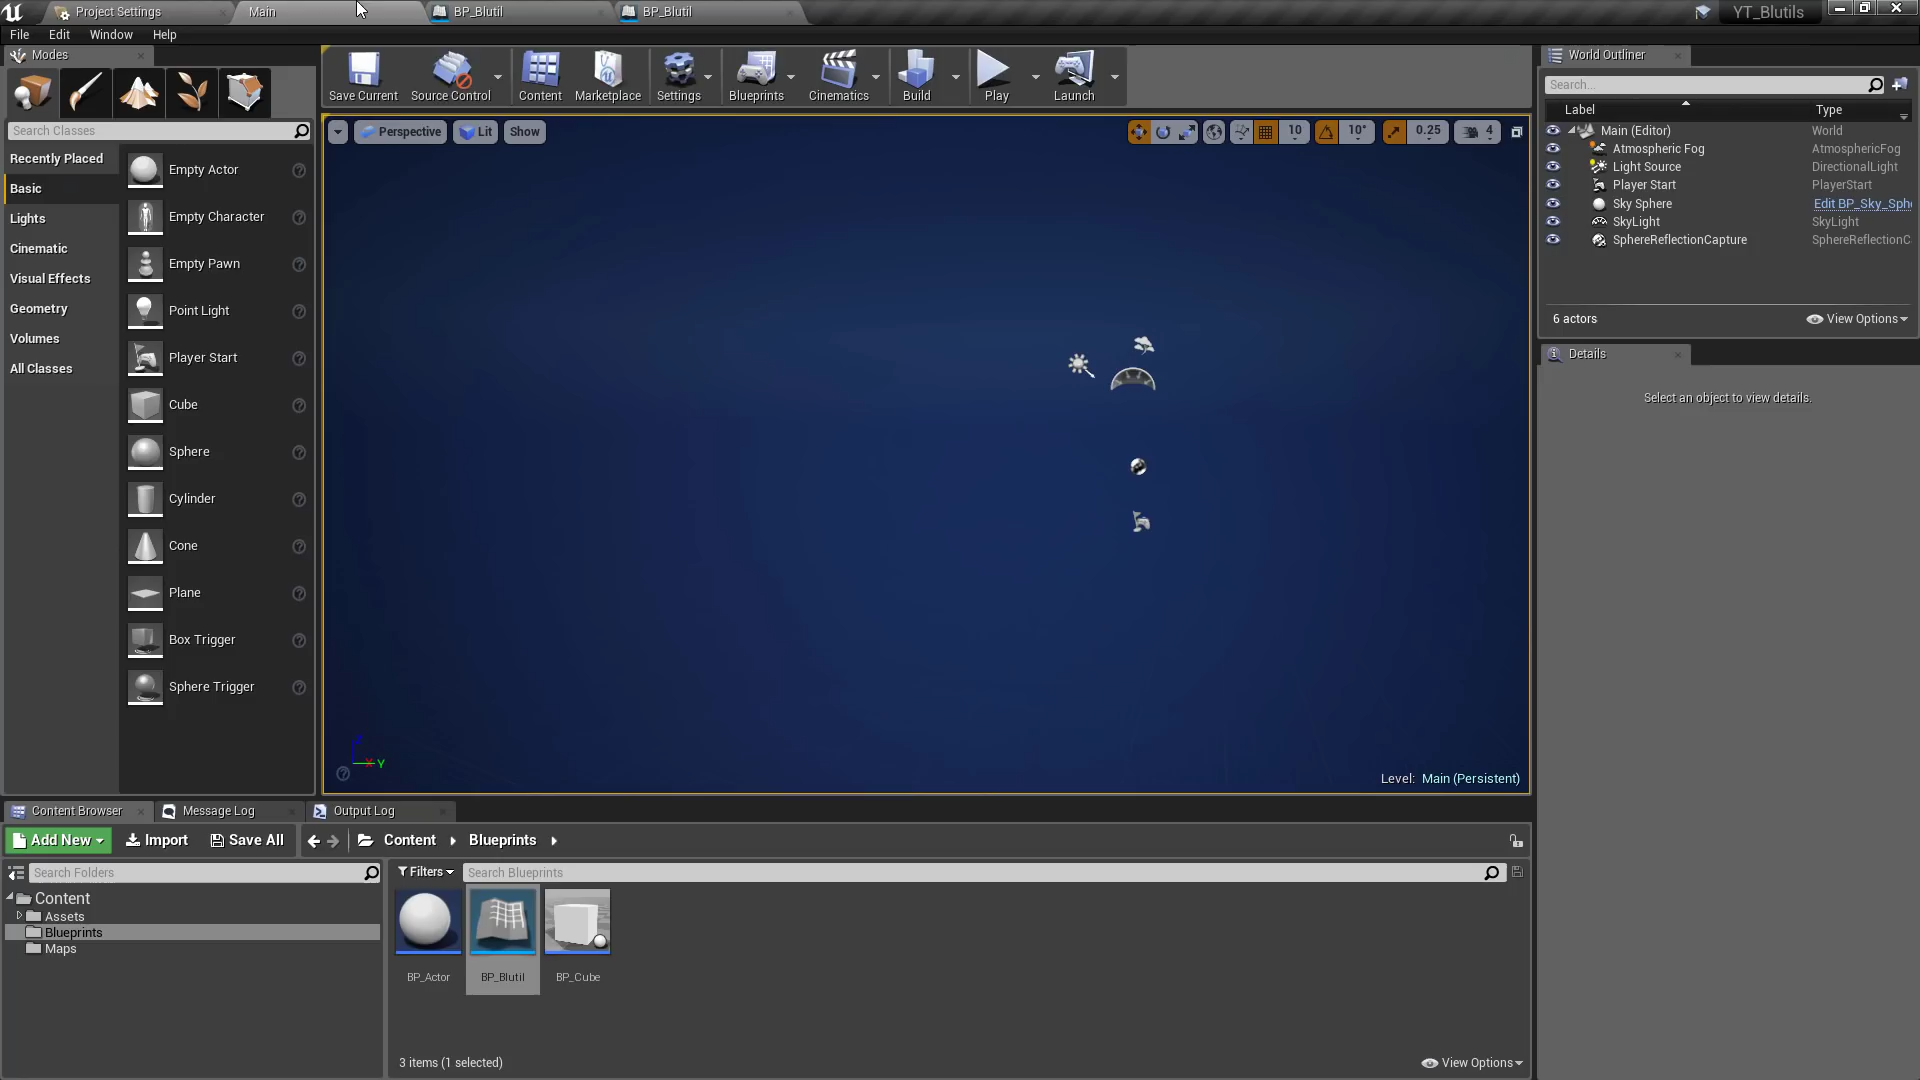 Project Settings
Main
BP_Blutil
BP_Blutil
YT_Blutils
File
Edit
Window
Help
Modes
Search Classes
Recently Placed
Basic
Lights
Cinematic
Visual Effects
Geometry
Volumes
All Classes
Empty Actor
Empty Character
Empty Pawn
Point Light
Player Start
Cube
Sphere
Cylinder
Cone
Plane
Box Trigger
Sphere Trigger
Save Current
Source Control
Content
Marketplace
Settings
Blueprints
Cinematics
Build
Play
Launch
Perspective
Lit
Show
10
10°
0.25
4
X
Y
Level: Main (Persistent)
World Outliner
Search...
Label
Type
Main (Editor)
World
Atmospheric Fog
AtmosphericFog
Light Source
DirectionalLight
Player Start
PlayerStart
Sky Sphere
Edit BP_Sky_Sph
SkyLight
SkyLight
SphereReflectionCapture
SphereReflectionC
6 actors
View Options
Details
Select an object to view details.
Content Browser
Message Log
Output Log
Add New
Import
Save All
Content
Blueprints
Search Folders
Content
Assets
Blueprints
Maps
Filters
Search Blueprints
BP_Actor
BP_Blutil
BP_Cube
3 items (1 selected)
View Options